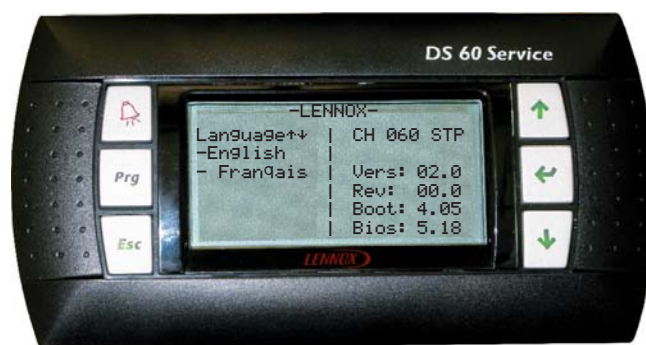 DS 60 Service
-LENNOX-
Language↑↓ | CH 060 STP
-English |
- Français | Vers: 02.0
| Rev: 00.0
| Boot: 4.05
| Bios: 5.18
Prg
Esc
LENNOX